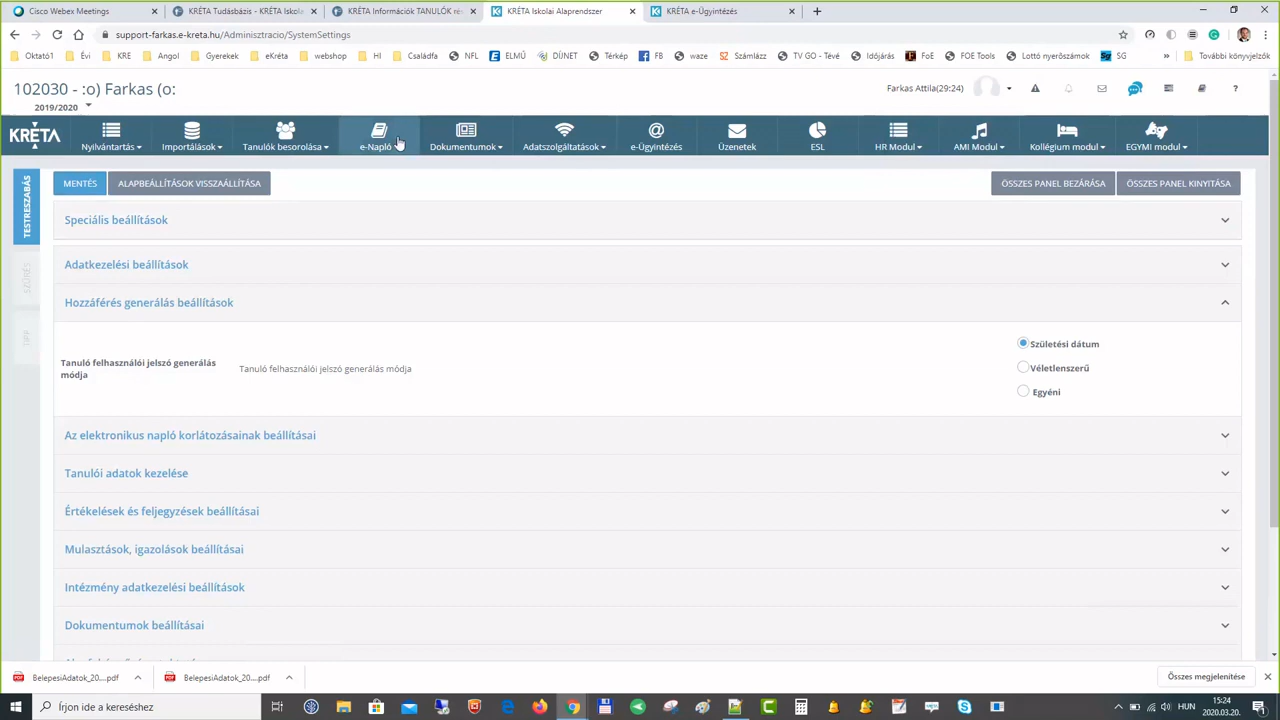 Cisco Webex Meetings
KRÉTA Tudásbázis - KRÉTA Iskola
KRÉTA Információk TANULÓK rés
KRÉTA Iskolai Alaprendszer
KRÉTA e-Ügyintézés
support-farkas.e-kreta.hu/Adminisztracio/SystemSettings
Oktató1
Évi
KRE
Angol
Gyerekek
eKréta
webshop
HI
Családfa
NFL
ELMŰ
DÜNET
Térkép
FB
waze
Számlázz
TV GO - Tévé
Időjárás
FoE
FOE Tools
Lottó nyerőszámok
SG
»
További könyvjelzők
102030 - :o) Farkas (o:
2019/2020
Farkas Attila(29:24)
KRÉTA
Nyilvántartás
Importálások
Tanulók besorolása
e-Napló
Dokumentumok
Adatszolgáltatások
e-Ügyintézés
Üzenetek
ESL
HR Modul
AMI Modul
Kollégium modul
EGYMI modul
TESTRESZABÁS
SZŰRÉS
TIPP
MENTÉS
ALAPBEÁLLÍTÁSOK VISSZAÁLLÍTÁSA
ÖSSZES PANEL BEZÁRÁSA
ÖSSZES PANEL KINYITÁSA
Speciális beállítások
Adatkezelési beállítások
Hozzáférés generálás beállítások
Tanuló felhasználói jelszó generálás
módja
Tanuló felhasználói jelszó generálás módja
Születési dátum
Véletlenszerű
Egyéni
Az elektronikus napló korlátozásainak beállításai
Tanulói adatok kezelése
Értékelések és feljegyzések beállításai
Mulasztások, igazolások beállításai
Intézmény adatkezelési beállítások
Dokumentumok beállításai
BelepesiAdatok_20....pdf
BelepesiAdatok_20....pdf
Összes megjelenítése
Írjon ide a kereséshez
HUN
15:24
2020.03.20.